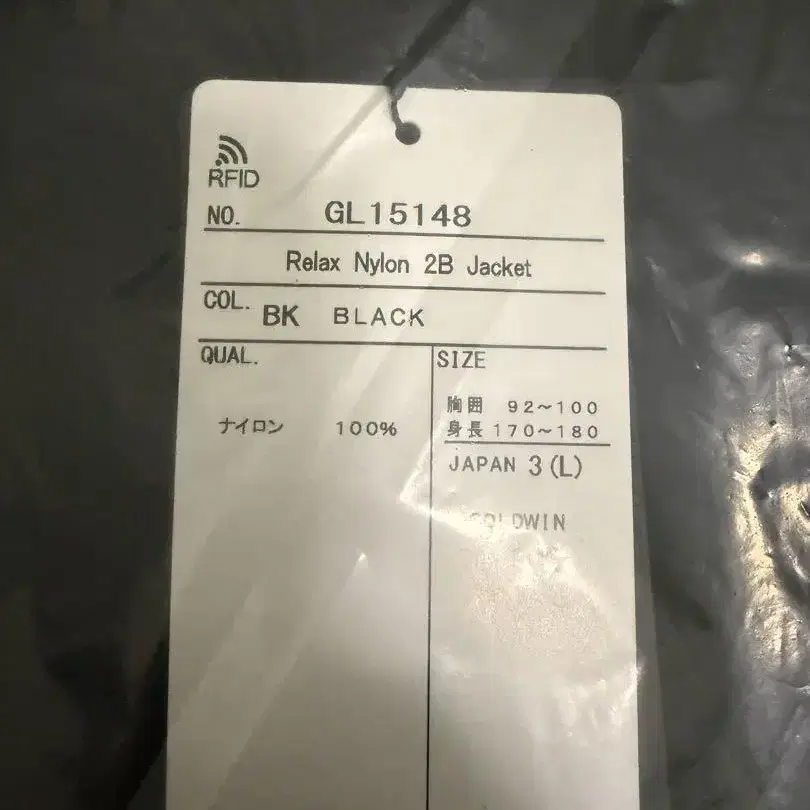 RFID
NO. GL15148
Relax Nylon 2B Jacket
COL. BK BLACK
QUAL.
ナイロン 100%
SIZE
胸囲 92~100
身長 170~180
JAPAN 3(L)
GOLDWIN